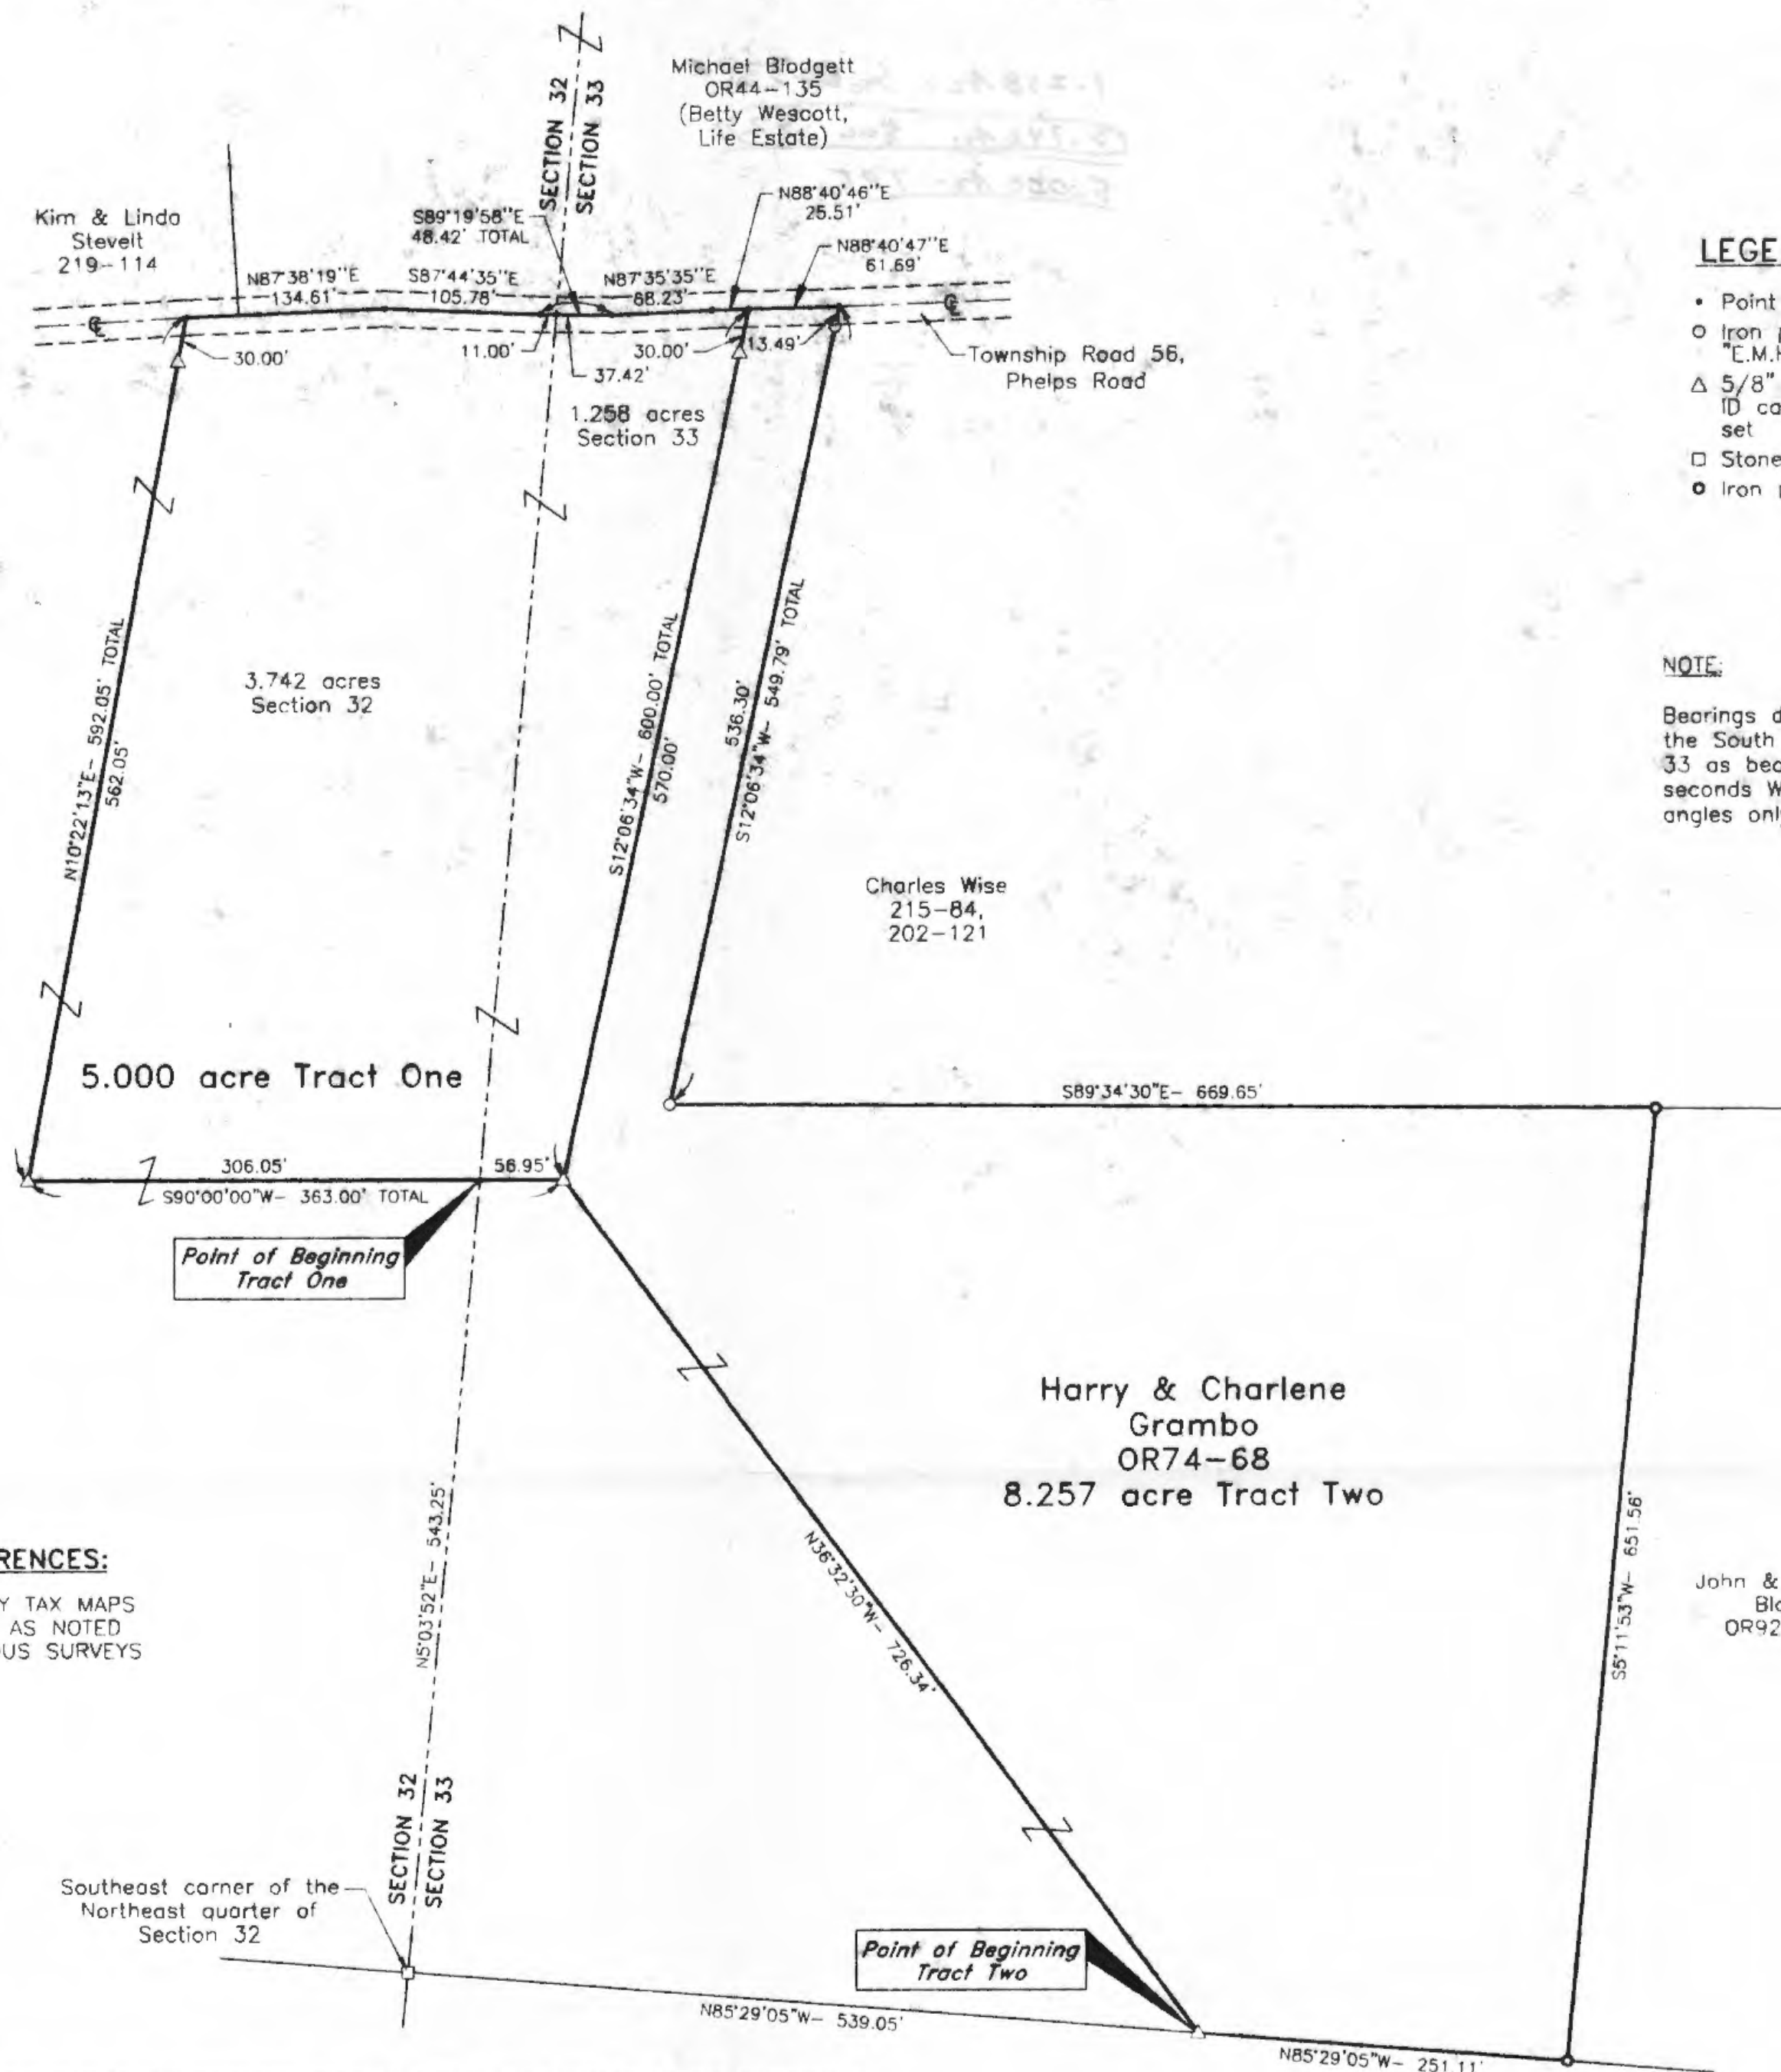 Michael Blodgett
OR44-135
(Betty Wescott,
Life Estate)
SECTION 32
SECTION 33
N88°40'46"E
25.51'
S89°19'58"E
48.42' TOTAL
N88°40'47"E
61.69'
Kim & Linda
Stevelt
219-114
N87°38'19"E
134.61'
S87°44'35"E
105.78'
N87°35'35"E
88.23'
30.00'
11.00'
37.42'
30.00'
13.49'
Township Road 56,
Phelps Road
1.258 acres
Section 33
LEGE
• Point
Iron
"E.M.H
△ 5/8"
ID ca
set
□ Stone
Iron
3.742 acres
Section 32
N10°22'13"E- 592.05' TOTAL
562.05'
S12°06'34"W- 600.00' TOTAL
570.00'
536.30'
S12°06'34"W- 549.79' TOTAL
NOTE:
Bearings d
the South
33 as bea
seconds W
angles onl
Charles Wise
215-84,
202-121
5.000 acre Tract One
S89°34'30"E- 669.65'
306.05'
56.95'
S90°00'00"W- 363.00' TOTAL
Point of Beginning
Tract One
Harry & Charlene
Grambo
OR74-68
8.257 acre Tract Two
N5°03'52"E- 543.25'
N36°32'30"W- 726.34'
S5°11'53"W- 651.56'
RENCES:
Y TAX MAPS
AS NOTED
OUS SURVEYS
John &
Blo
OR92
SECTION 32
SECTION 33
Southeast corner of the
Northeast quarter of
Section 32
Point of Beginning
Tract Two
N85°29'05"W- 539.05'
N85°29'05"W- 251.11'